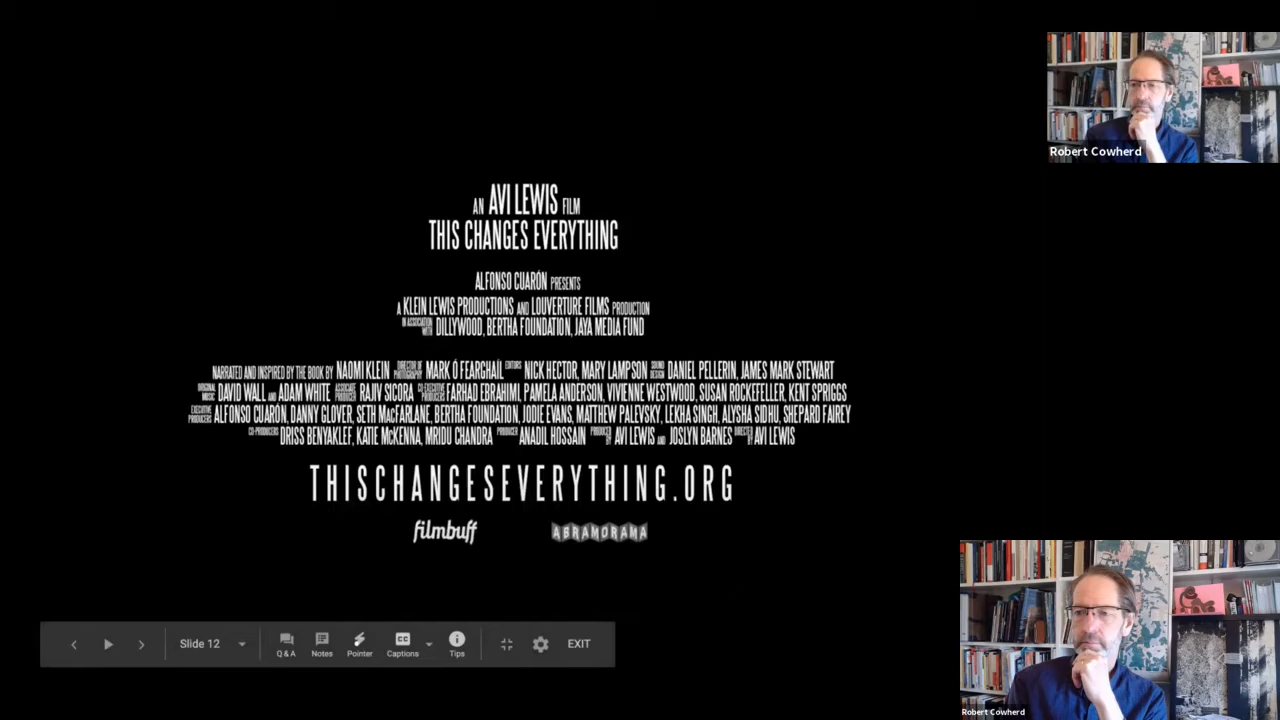 Robert Cowherd
AN AVI LEWIS FILM
THIS CHANGES EVERYTHING
ALFONSO CUARÓN PRESENTS
A KLEIN LEWIS PRODUCTIONS AND LOUVERTURE FILMS PRODUCTION
IN ASSOCIATION WITH DILLYWOOD, BERTHA FOUNDATION, JAYA MEDIA FUND
NARRATED AND INSPIRED BY THE BOOK BY NAOMI KLEIN DIRECTOR OF PHOTOGRAPHY MARK Ó FEARGHAÍL EDITORS NICK HECTOR, MARY LAMPSON SOUND DESIGN DANIEL PELLERIN, JAMES MARK STEWART
ORIGINAL MUSIC DAVID WALL AND ADAM WHITE ASSOCIATE PRODUCER RAJIV SICORA CO-EXECUTIVE PRODUCERS FARHAD EBRAHIMI, PAMELA ANDERSON, VIVIENNE WESTWOOD, SUSAN ROCKEFELLER, KENT SPRIGGS
EXECUTIVE PRODUCERS ALFONSO CUARÓN, DANNY GLOVER, SETH MacFARLANE, BERTHA FOUNDATION, JODIE EVANS, MATTHEW PALEVSKY, LEKHA SINGH, ALYSHA SIDHU, SHEPARD FAIREY
CO-PRODUCERS DRISS BENYAKLEF, KATIE McKENNA, MRIDU CHANDRA PRODUCER ANADIL HOSSAIN PRODUCED BY AVI LEWIS AND JOSLYN BARNES DIRECTED BY AVI LEWIS
THISCHANGESEVERYTHING.ORG
filmbuff ABRAMORAMA
Slide 12 Q & A Notes Pointer CC Captions Tips EXIT
Robert Cowherd